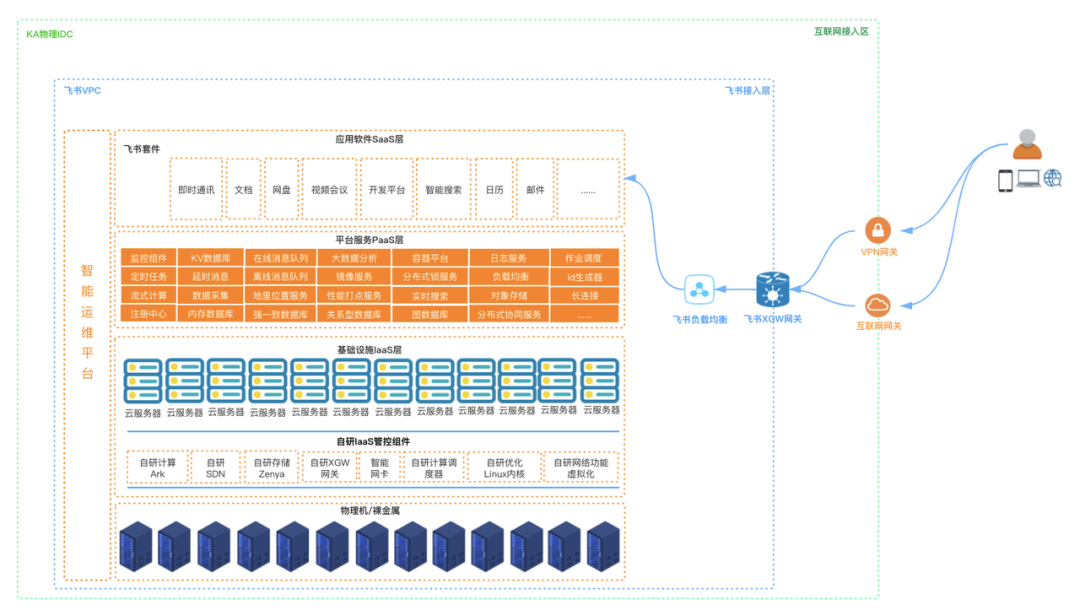 KA物理IDC
互联网接入区
飞书VPC
飞书接入层
智能运维平台
应用软件SaaS层
飞书套件
即时通讯
文档
网盘
视频会议
开发平台
智能搜索
日历
邮件
......
平台服务PaaS层
监控组件 KV数据库 在线消息队列 大数据分析 容器平台 日志服务 作业调度
定时任务 延时消息 离线消息队列 镜像服务 分布式锁服务 负载均衡 id生成器
流式计算 数据采集 地里位置服务 性能打点服务 实时搜索 对象存储 长连接
注册中心 内存数据库 强一致数据库 关系型数据库 图数据库 分布式协同服务 ......
基础设施IaaS层
云服务器 云服务器 云服务器 云服务器 云服务器 云服务器 云服务器 云服务器 云服务器 云服务器 云服务器 云服务器
自研IaaS管控组件
自研计算
Ark
自研
SDN
自研存储
Zenya
自研XGW
网关
智能
网卡
自研计算调
度器
自研优化
Linux内核
自研网络功能
虚拟化
物理机/裸金属
飞书负载均衡
飞书XGW网关
VPN网关
互联网网关